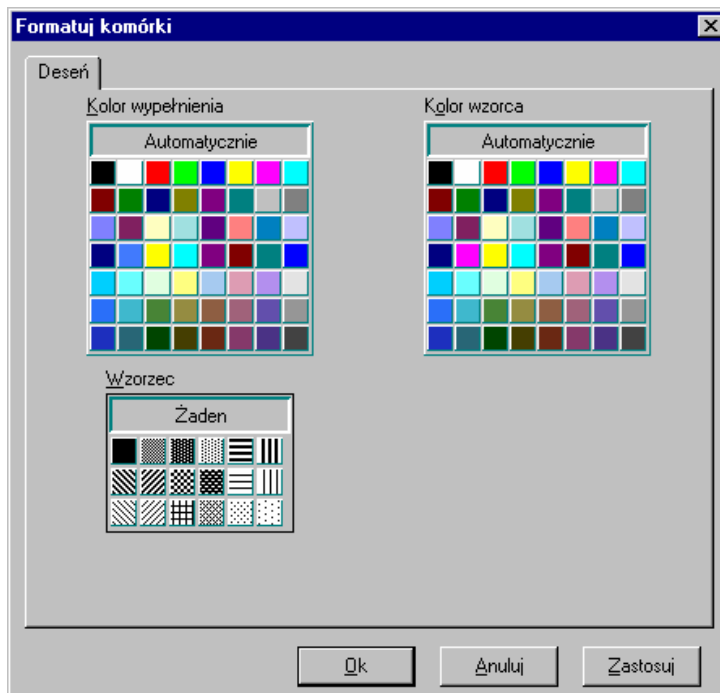 Formatuj komórki
Deseń
Kolor wypełnienia
Kolor wzorca
Automatycznie
Automatycznie
Wzorzec
Żaden
Ok
Anuluj
Zastosuj